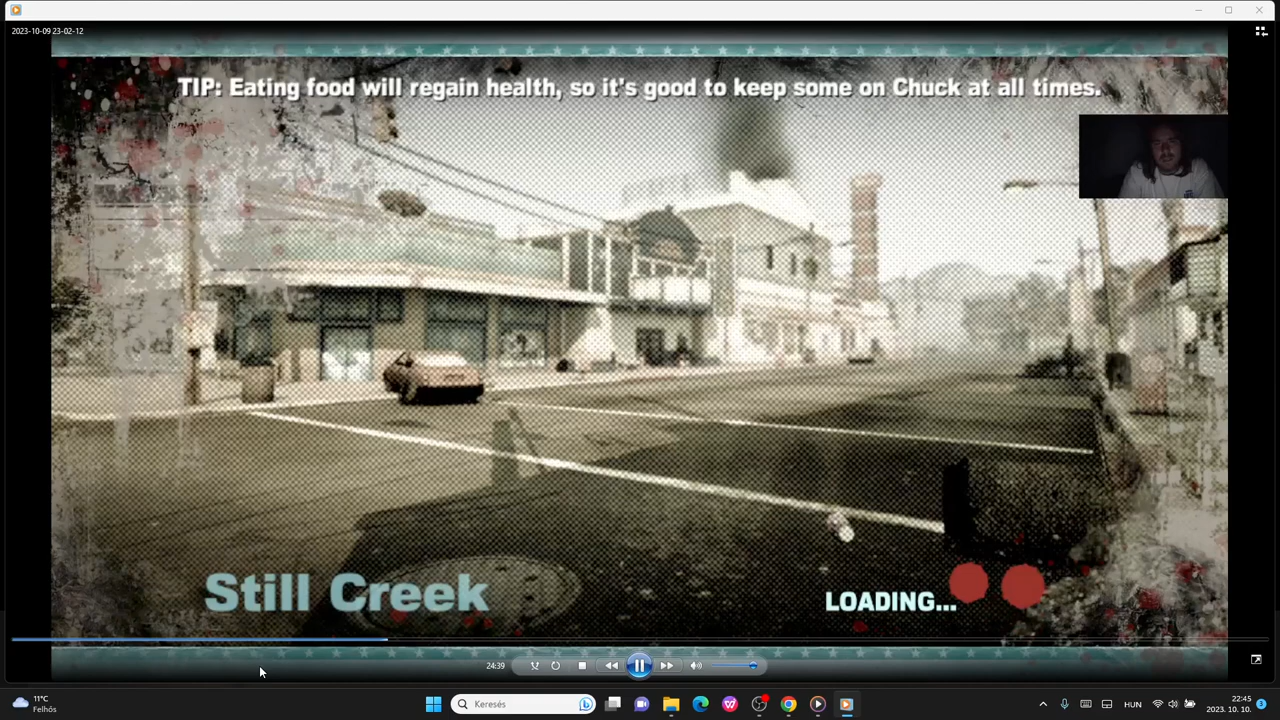 2023-10-09 23-02-12
TIP: Eating food will regain health, so it's good to keep some on Chuck at all times.
Still Creek
LOADING...
24:39
11°C
Felhős
Keresés
HUN
22:45
2023. 10. 10.
3